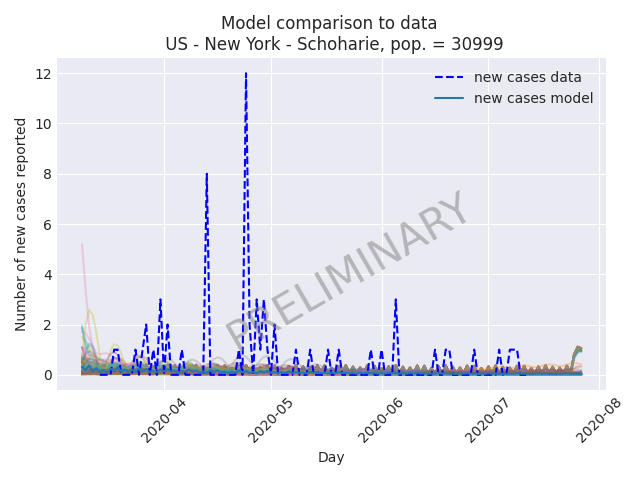 Model comparison to data
US - New York - Schoharie, pop. = 30999
new cases data
new cases model
PRELIMINARY
Number of new cases reported
12
10
8
6
4
2
0
2020-04
2020-05
2020-06
2020-07
2020-08
Day